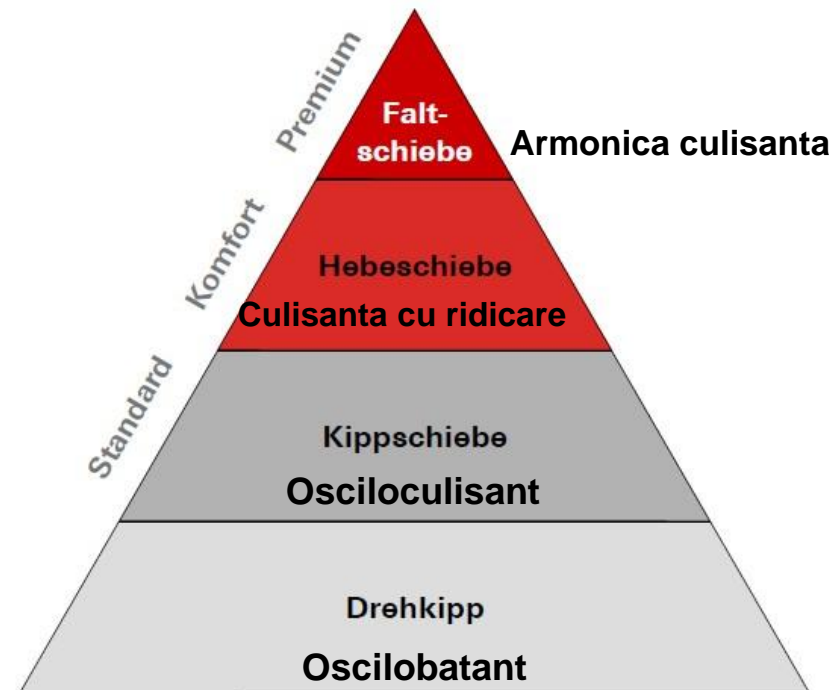 Premium
Falt-
schiebe
Armonica culisanta
Komfort
Hebeschiebe
Culisanta cu ridicare
Standard
Kippschiebe
Osciloculisant
Drehkipp
Oscilobatant